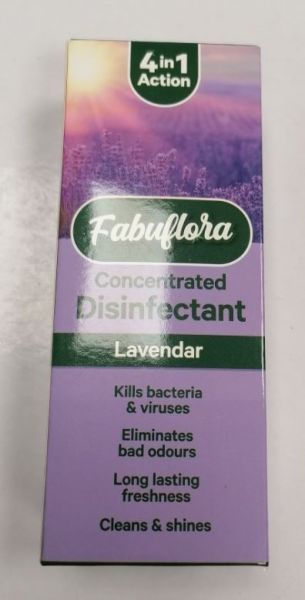 4 in 1
Action
Fabuflora
Concentrated
Disinfectant
Lavendar
Kills bacteria
& viruses
Eliminates
bad odours
Long lasting
freshness
Cleans & shines